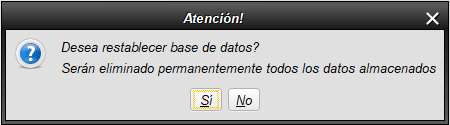 Atención!
Desea restablecer base de datos?
Serán eliminado permanentemente todos los datos almacenados
Sí No